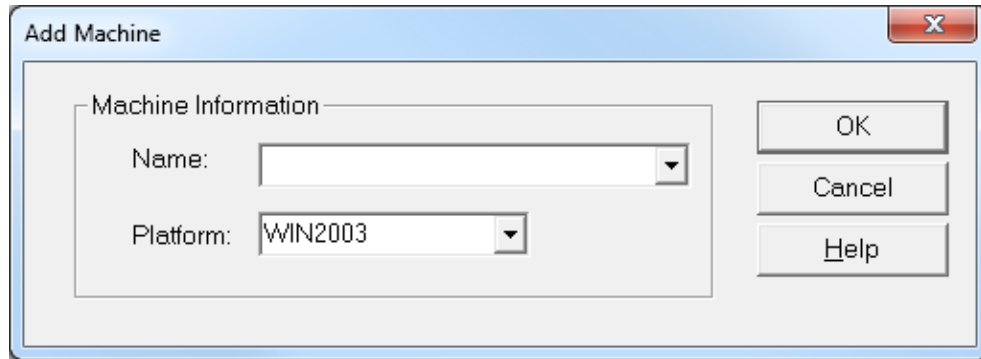 Add Machine
Machine Information
Name:
Platform: WIN2003
OK
Cancel
Help